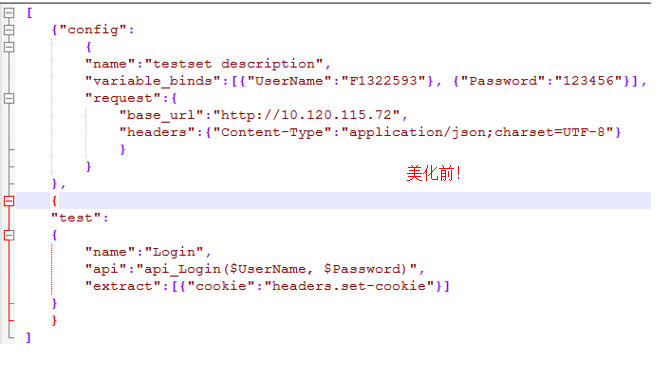 [
{"config":
{
"name":"testset description",
"variable_binds":[{"UserName":"F1322593"}, {"Password":"123456"}],
"request":{
"base_url":"http://10.120.115.72",
"headers":{"Content-Type":"application/json;charset=UTF-8"}
}
}
},
美化前!
{
"test":
{
"name":"Login",
"api":"api_Login($UserName, $Password)",
"extract":[{"cookie":"headers.set-cookie"}]
}
}
]